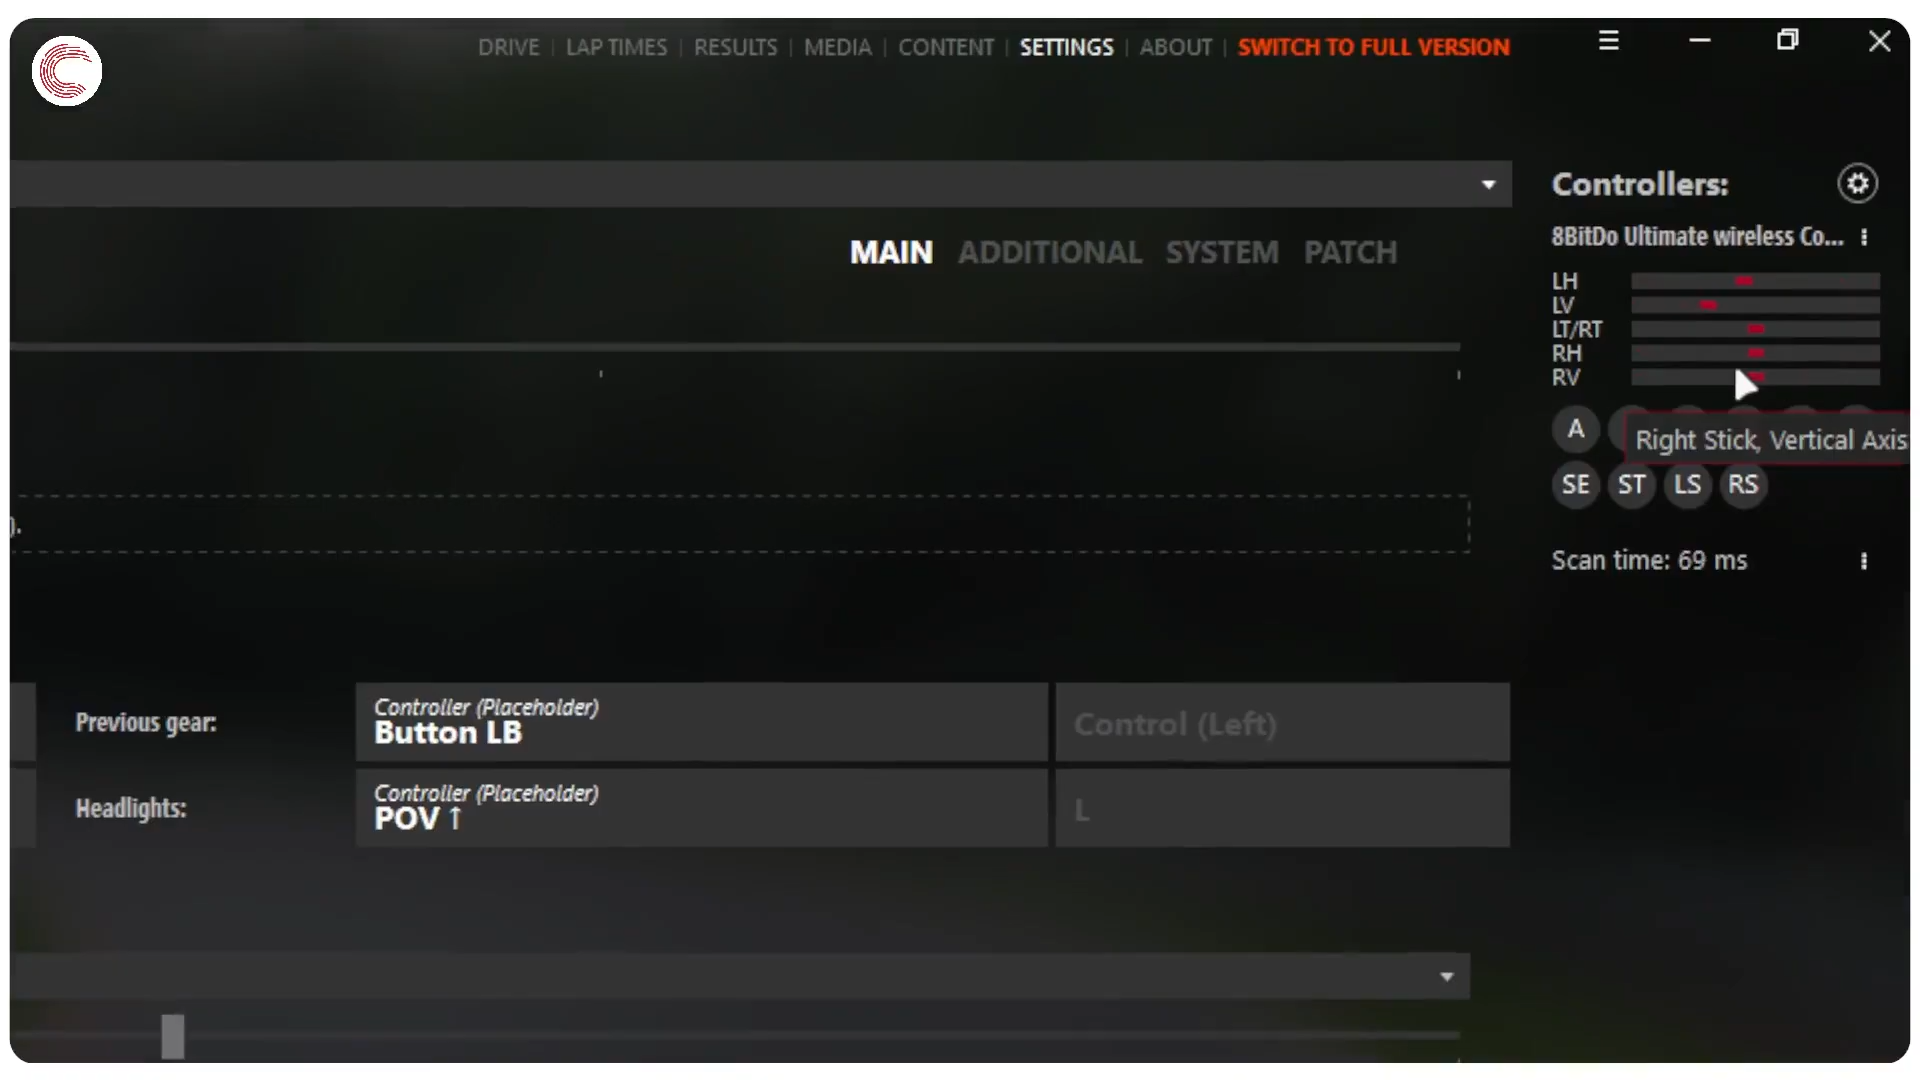 DRIVE | LAP TIMES | RESULTS | MEDIA | CONTENT | SETTINGS | ABOUT | SWITCH TO FULL VERSION
Controllers:
8BitDo Ultimate wireless Co...
MAIN ADDITIONAL SYSTEM PATCH
LH
LV
LT/RT
RH
RV
A
Right Stick, Vertical Axis
SE ST LS RS
).
Scan time: 69 ms
Previous gear:
Controller (Placeholder)
Button LB
Control (Left)
Headlights:
Controller (Placeholder)
POV ↑
L